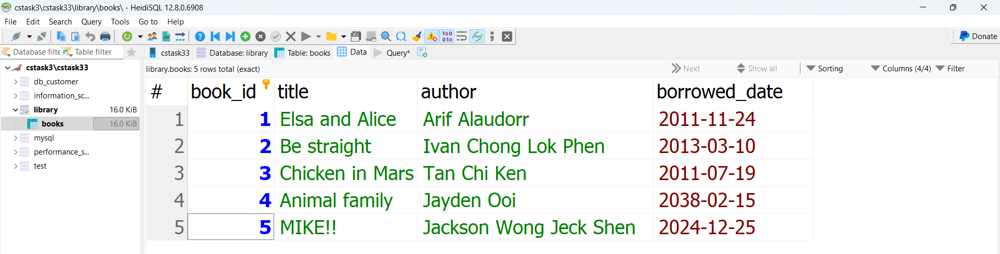 cstask3\cstask33\library\books\ - HeidiSQL 12.8.0.6908
File Edit Search Query Tools Go to Help
Donate
Database filte Table filter cstask33 Database: library Table: books Data Query*
cstask3\cstask33
db_customer
information_sc...
library 16.0 KiB
books 16.0 KiB
mysql
performance_s...
test
library.books: 5 rows total (exact) Next Show all Sorting Columns (4/4) Filter
# book_id title author borrowed_date
1 1 Elsa and Alice Arif Alaudorr 2011-11-24
2 2 Be straight Ivan Chong Lok Phen 2013-03-10
3 3 Chicken in Mars Tan Chi Ken 2011-07-19
4 4 Animal family Jayden Ooi 2038-02-15
5 5 MIKE!! Jackson Wong Jeck Shen 2024-12-25